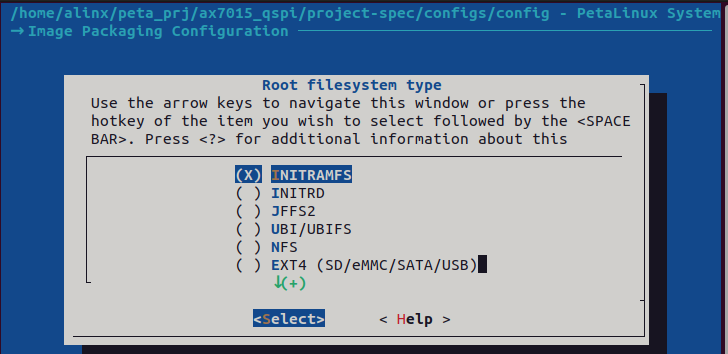 /home/alinx/peta_prj/ax7015_qspi/project-spec/configs/config - PetaLinux System
→ Image Packaging Configuration
Root filesystem type
Use the arrow keys to navigate this window or press the
hotkey of the item you wish to select followed by the <SPACE
BAR>. Press <?> for additional information about this
(X) INITRAMFS
( ) INITRD
( ) JFFS2
( ) UBI/UBIFS
( ) NFS
( ) EXT4 (SD/eMMC/SATA/USB)
↓(+)
<Select> < Help >